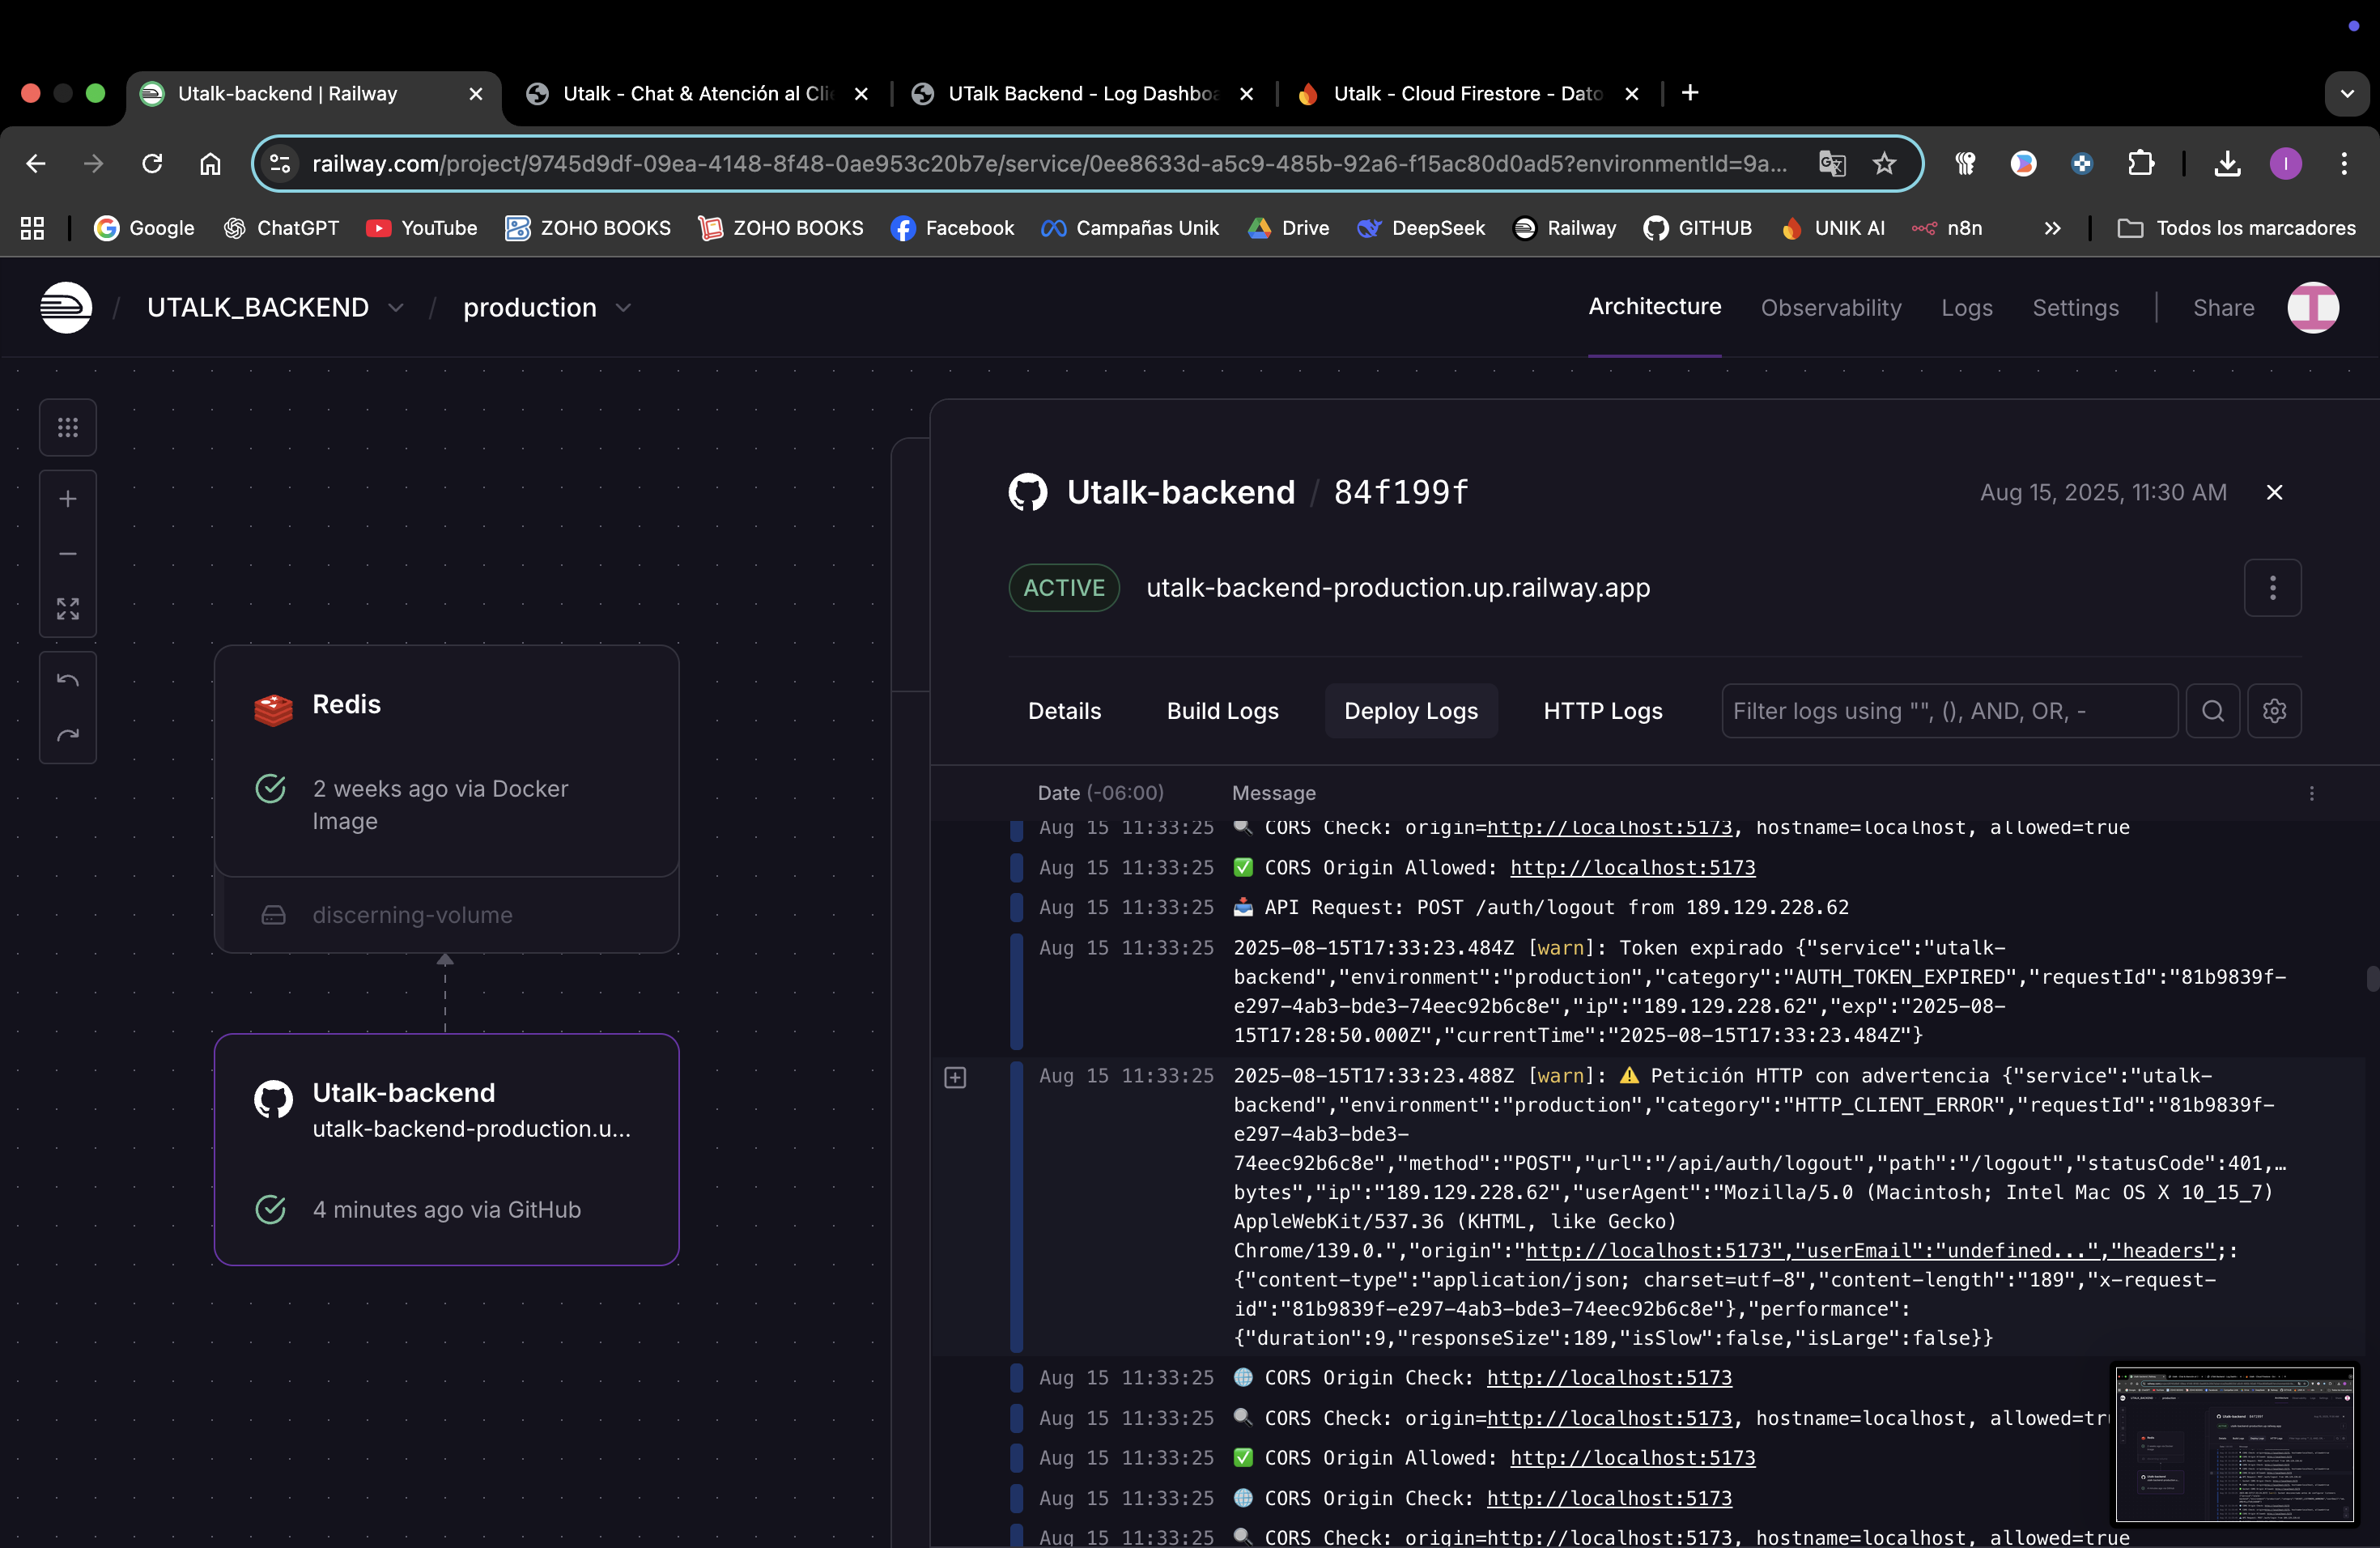 Utalk-backend | Railway
Utalk - Chat & Atención al Clie
UTalk Backend - Log Dashboa
Utalk - Cloud Firestore - Dato
railway.com/project/9745d9df-09ea-4148-8f48-0ae953c20b7e/service/0ee8633d-a5c9-485b-92a6-f15ac80d0ad5?environmentId=9a...
I
Google
ChatGPT
YouTube
ZOHO BOOKS
ZOHO BOOKS
Facebook
Campañas Unik
Drive
DeepSeek
Railway
GITHUB
UNIK AI
n8n
Todos los marcadores
UTALK_BACKEND / production
Architecture
Observability
Logs
Settings
Share
Redis
2 weeks ago via Docker
Image
discerning-volume
Utalk-backend
utalk-backend-production.u...
4 minutes ago via GitHub
Utalk-backend / 84f199f
Aug 15, 2025, 11:30 AM
ACTIVE
utalk-backend-production.up.railway.app
Details
Build Logs
Deploy Logs
HTTP Logs
Filter logs using "", (), AND, OR, -
Date (-06:00) Message
Aug 15 11:33:25 🔍 CORS Check: origin=http://localhost:5173, hostname=localhost, allowed=true
Aug 15 11:33:25 ✅ CORS Origin Allowed: http://localhost:5173
Aug 15 11:33:25 📥 API Request: POST /auth/logout from 189.129.228.62
Aug 15 11:33:25 2025-08-15T17:33:23.484Z [warn]: Token expirado {"service":"utalk-
backend","environment":"production","category":"AUTH_TOKEN_EXPIRED","requestId":"81b9839f-
e297-4ab3-bde3-74eec92b6c8e","ip":"189.129.228.62","exp":"2025-08-
15T17:28:50.000Z","currentTime":"2025-08-15T17:33:23.484Z"}
Aug 15 11:33:25 2025-08-15T17:33:23.488Z [warn]: ⚠️ Petición HTTP con advertencia {"service":"utalk-
backend","environment":"production","category":"HTTP_CLIENT_ERROR","requestId":"81b9839f-
e297-4ab3-bde3-
74eec92b6c8e","method":"POST","url":"/api/auth/logout","path":"/logout","statusCode":401,…
bytes","ip":"189.129.228.62","userAgent":"Mozilla/5.0 (Macintosh; Intel Mac OS X 10_15_7)
AppleWebKit/537.36 (KHTML, like Gecko)
Chrome/139.0.","origin":"http://localhost:5173","userEmail":"undefined...","headers";:
{"content-type":"application/json; charset=utf-8","content-length":"189","x-request-
id":"81b9839f-e297-4ab3-bde3-74eec92b6c8e"},"performance":
{"duration":9,"responseSize":189,"isSlow":false,"isLarge":false}}
Aug 15 11:33:25 🌐 CORS Origin Check: http://localhost:5173
Aug 15 11:33:25 🔍 CORS Check: origin=http://localhost:5173, hostname=localhost, allowed=tru
Aug 15 11:33:25 ✅ CORS Origin Allowed: http://localhost:5173
Aug 15 11:33:25 🌐 CORS Origin Check: http://localhost:5173
Aug 15 11:33:25 🔍 CORS Check: origin=http://localhost:5173, hostname=localhost, allowed=true